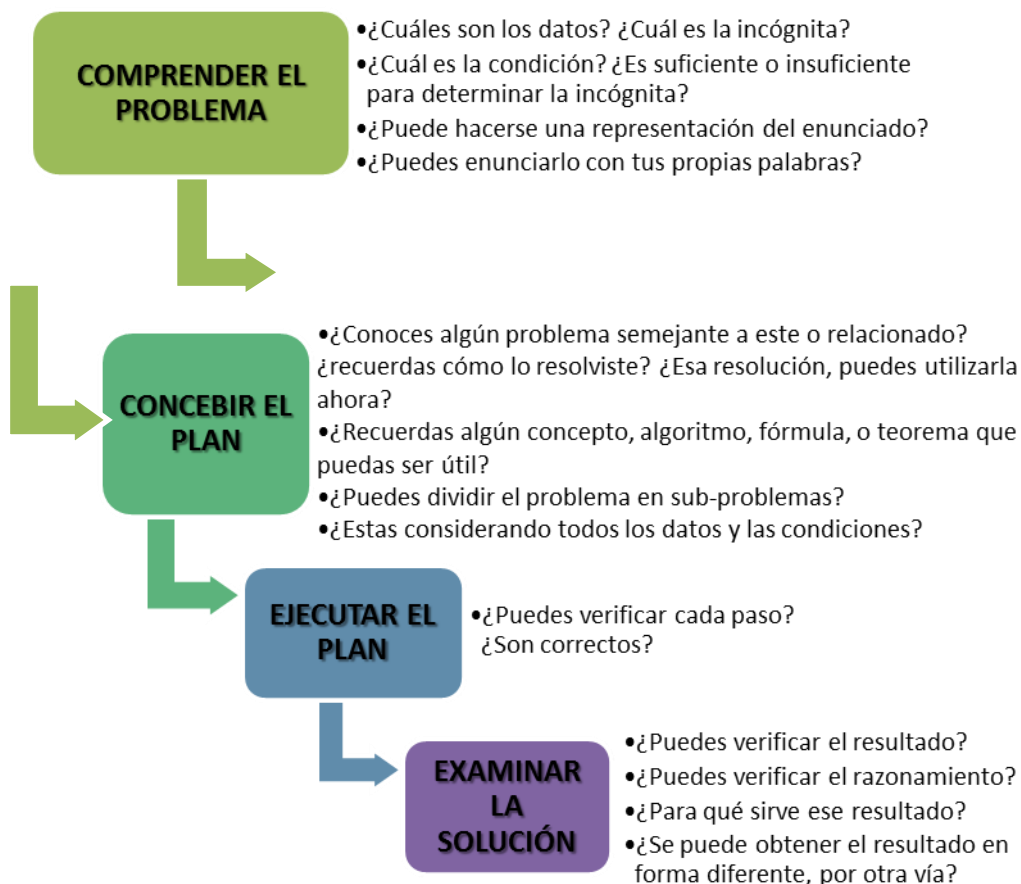 COMPRENDER EL
PROBLEMA
•¿Cuáles son los datos? ¿Cuál es la incógnita?
•¿Cuál es la condición? ¿Es suficiente o insuficiente
para determinar la incógnita?
•¿Puede hacerse una representación del enunciado?
•¿Puedes enunciarlo con tus propias palabras?
CONCEBIR EL
PLAN
•¿Conoces algún problema semejante a este o relacionado?
¿recuerdas cómo lo resolviste? ¿Esa resolución, puedes utilizarla
ahora?
•¿Recuerdas algún concepto, algoritmo, fórmula, o teorema que
puedas ser útil?
•¿Puedes dividir el problema en sub-problemas?
•¿Estas considerando todos los datos y las condiciones?
EJECUTAR EL
PLAN
•¿Puedes verificar cada paso?
¿Son correctos?
EXAMINAR
LA
SOLUCIÓN
•¿Puedes verificar el resultado?
•¿Puedes verificar el razonamiento?
•¿Para qué sirve ese resultado?
•¿Se puede obtener el resultado en
forma diferente, por otra vía?